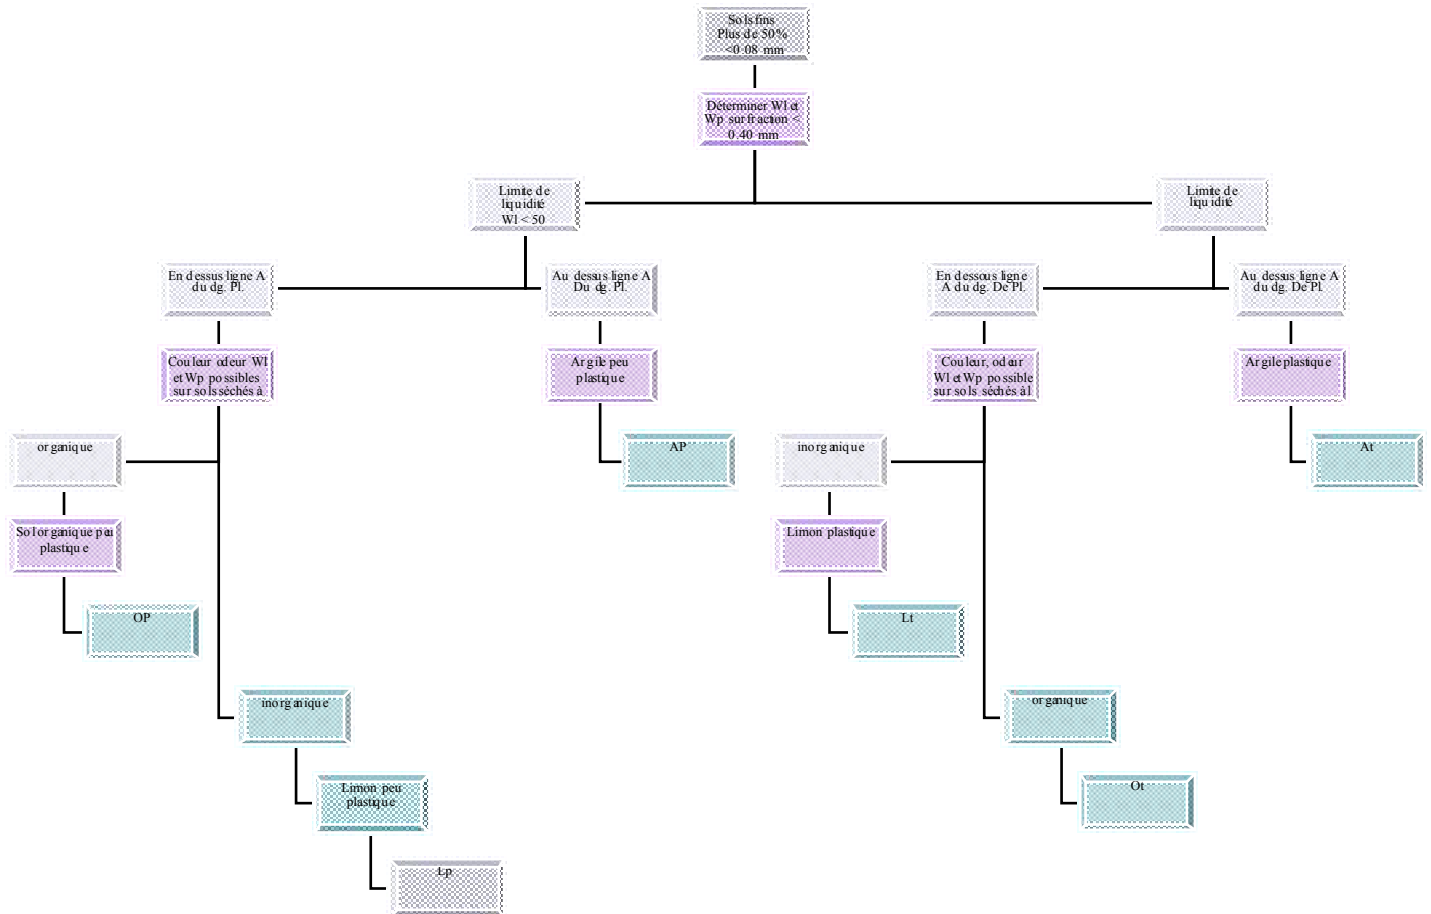 Sols fins
Plus de 50%
<0.08 mm
Déterminer Wl et
Wp sur fraction <
0.40 mm
Limite de
liquidité
Wl < 50
Limite de
liquidité
En dessus ligne A
du dg. Pl.
Au dessus ligne A
Du dg. Pl.
En dessous ligne
A du dg. De Pl.
Au dessus ligne A
du dg. De Pl.
Couleur odeur Wl
et Wp possibles
sur sols séchés à
Argile peu
plastique
Couleur, odeur
Wl et Wp possible
sur sols séchés à l
Argile plastique
organique
AP
inorganique
At
Sol organique peu
plastique
Limon plastique
OP
Lt
inorganique
organique
Limon peu
plastique
Ot
Lp